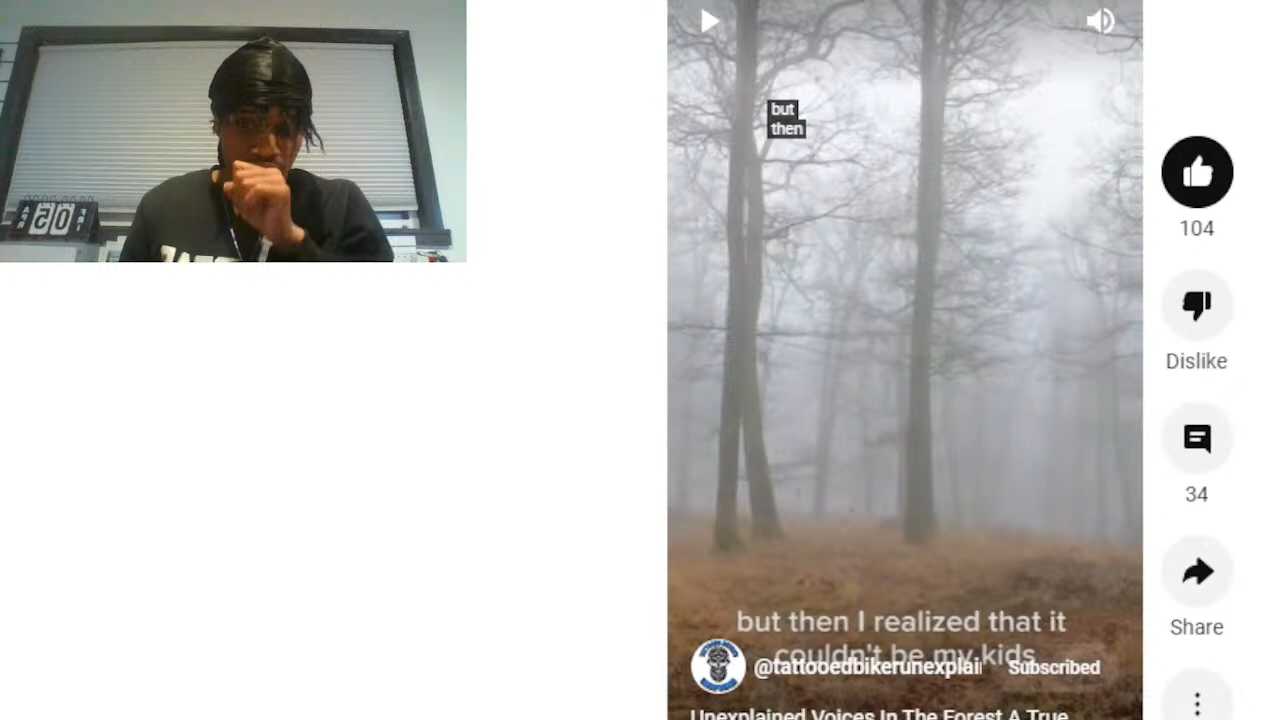 but
then
104
Dislike
34
Share
but then I realized that it
couldn't be my kids
@tattooedbikerunexplai
Subscribed
Unexplained Voices In The Forest A True